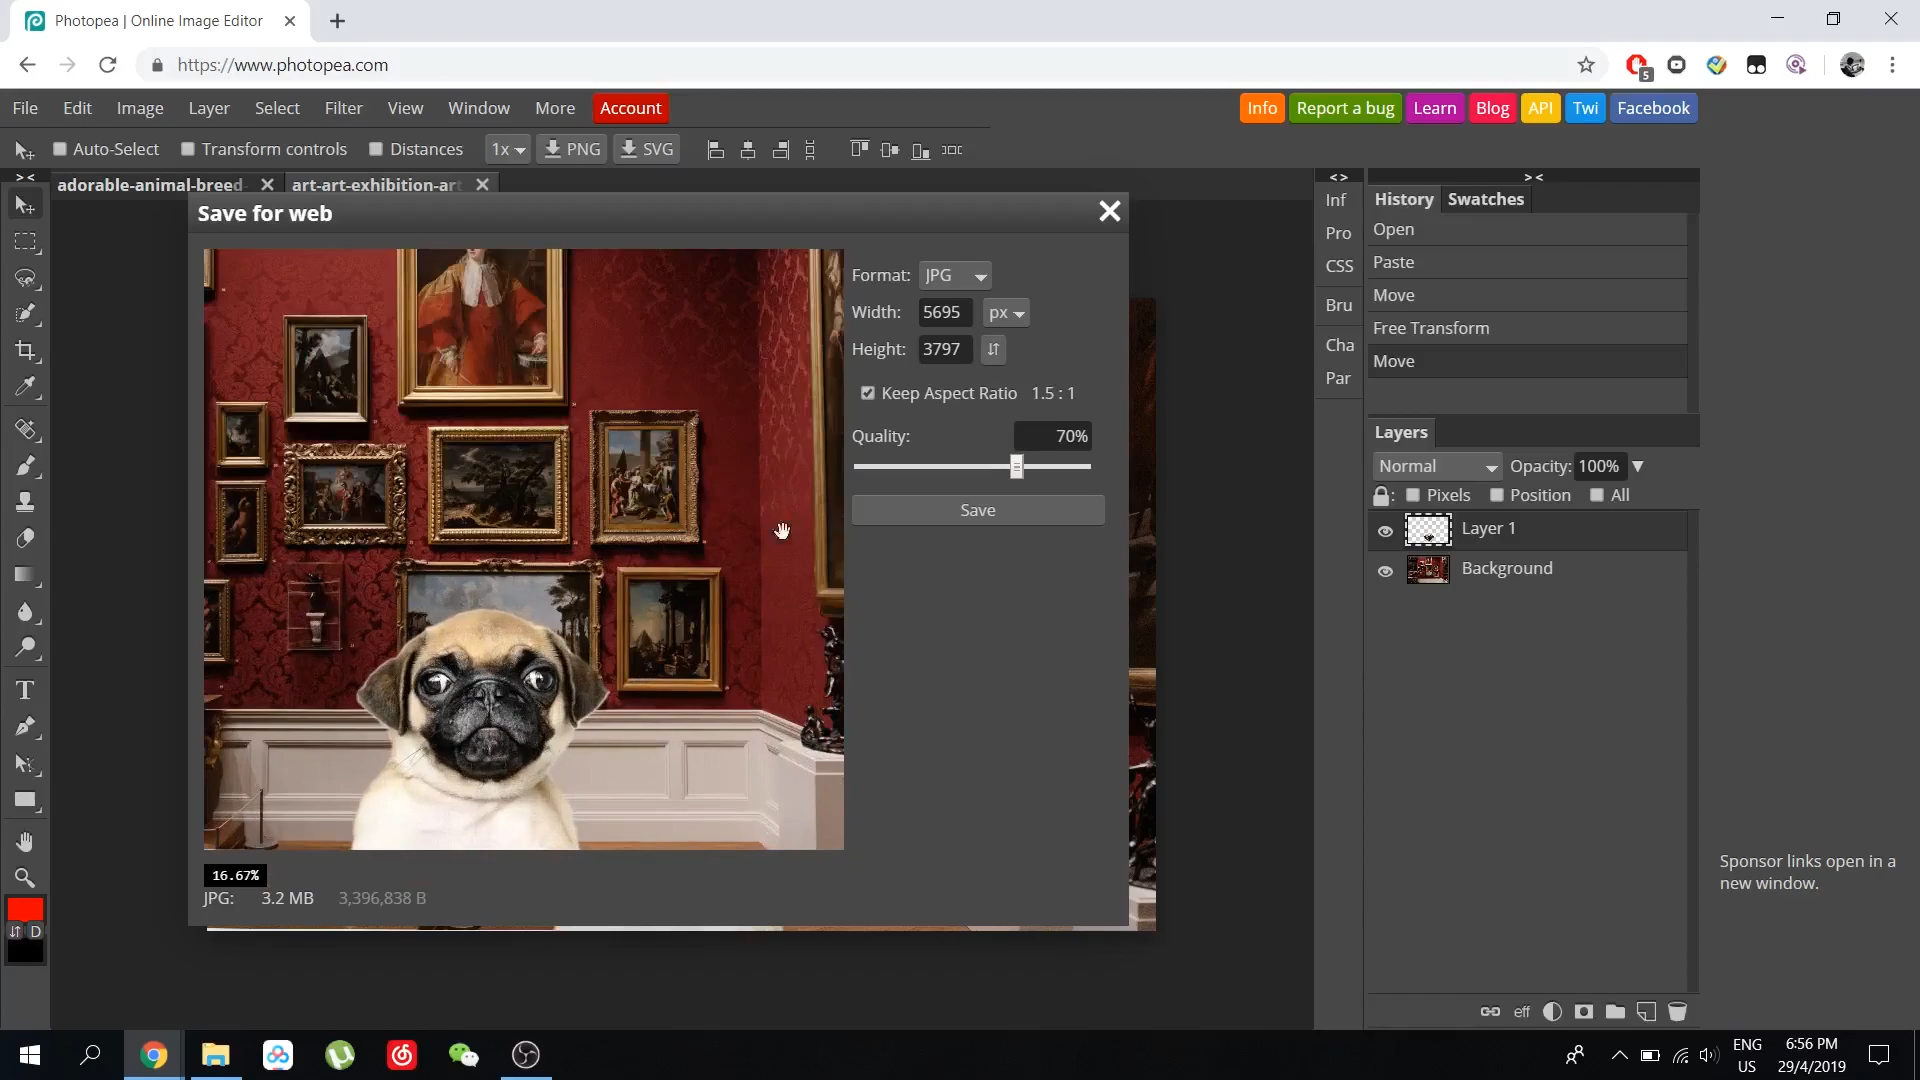 Photopea | Online Image Editor
https://www.photopea.com
5
File Edit Image Layer Select Filter View Window More Account
Info Report a bug Learn Blog API Twi Facebook
Auto-Select Transform controls Distances 1x PNG SVG
> <
< >
> <
adorable-animal-breed- art-art-exhibition-art
Save for web
Format: JPG
Width: 5695 px
Height: 3797
Keep Aspect Ratio 1.5 : 1
Quality: 70%
Save
16.67%
JPG: 3.2 MB 3,396,838 B
D
Inf
Pro
CSS
Bru
Cha
Par
History Swatches
Open
Paste
Move
Free Transform
Move
Layers
Normal Opacity: 100%
: Pixels Position All
Layer 1
Background
eff
Sponsor links open in a
new window.
ENG
US
6:56 PM
29/4/2019